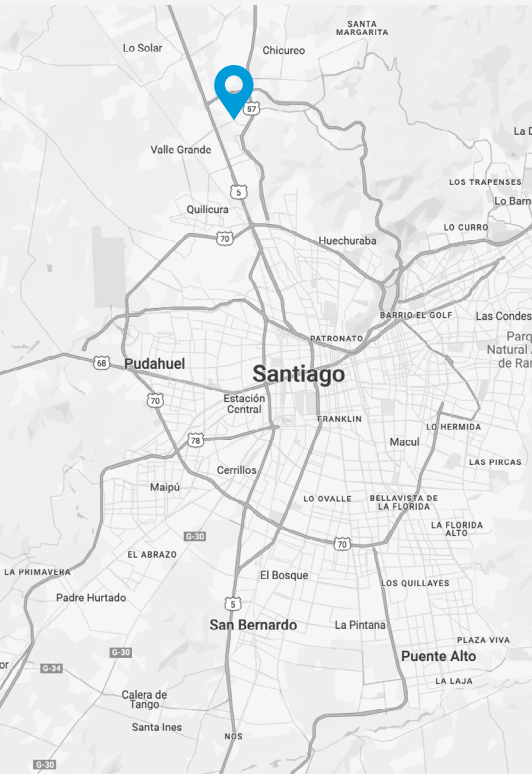 SANTA
MARGARITA
Lo Solar
Chicureo
57
La D
Valle Grande
LOS TRAPENSES
5
Lo Barn
Quilicura
LO CURRO
70
Huechuraba
BARRIO EL GOLF
Las Condes
PATRONATO
Parq
Natural
de Ra
68
Pudahuel
Santiago
70
Estación
Central
FRANKLIN
LO HERMIDA
78
Macul
LAS PIRCAS
Cerrillos
Maipú
LO OVALLE
BELLAVISTA DE
LA FLORIDA
LA FLORIDA
ALTO
G-30
70
EL ABRAZO
LA PRIMAVERA
El Bosque
LOS QUILLAYES
Padre Hurtado
5
San Bernardo
La Pintana
PLAZA VIVA
G-30
Puente Alto
or
G-34
LA LAJA
Calera de
Tango
Santa Ines
NOS
G-30